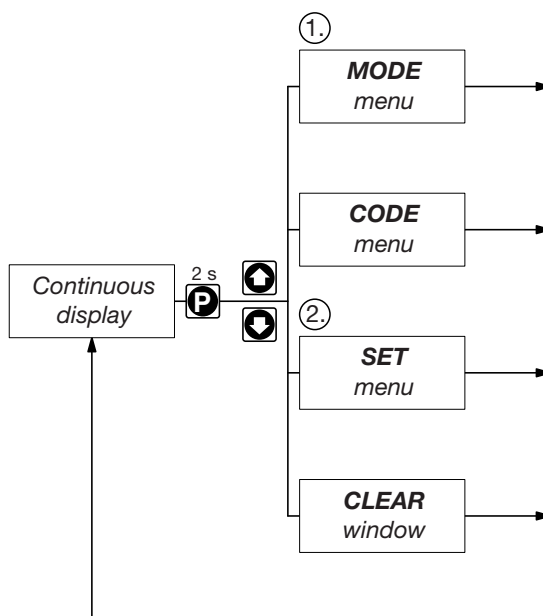 1.
MODE
menu
CODE
menu
2 s
Continuous
display
P
2.
SET
menu
CLEAR
window